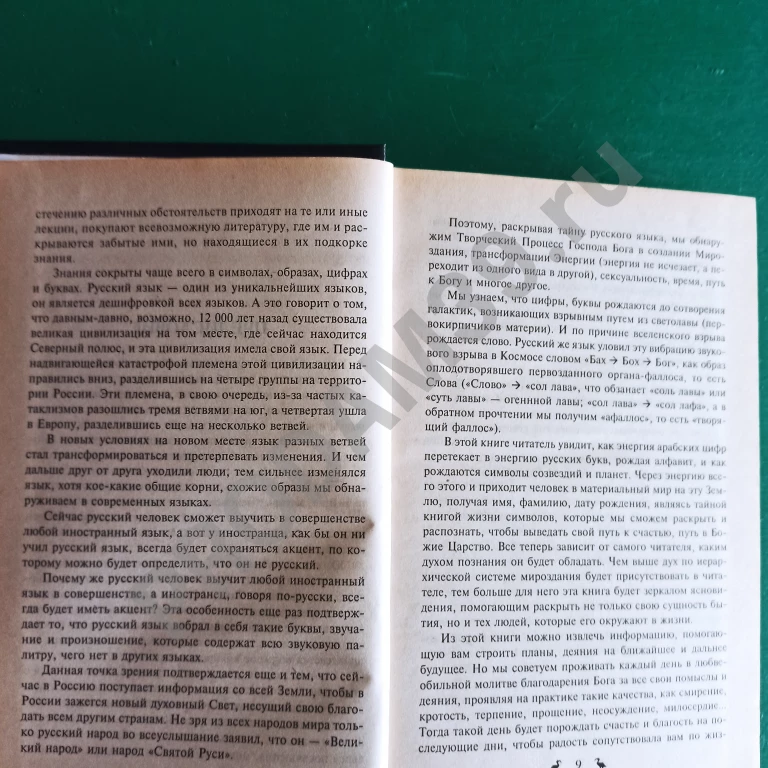 стечению различных обстоятельств приходят на те или иные
лекции, покупают всевозможную литературу, где им и рас-
крываются забытые ими, но находящиеся в их подкорке
знания.
Знания сокрыты чаще всего в символах, образах, цифрах
и буквах. Русский язык — один из уникальнейших языков,
он является дешифровкой всех языков. А это говорит о том,
что давным-давно, возможно, 12 000 лет назад существовала
великая цивилизация на том месте, где сейчас находится
Северный полюс, и эта цивилизация имела свой язык. Перед
надвигающейся катастрофой племена этой цивилизации на-
правились вниз, разделившись на четыре группы на террито-
рии России. Эти племена, в свою очередь, из-за частых ка-
таклизмов разошлись тремя ветвями на юг, а четвертая ушла
в Европу, разделившись еще на несколько ветвей.
В новых условиях на новом месте язык разных ветвей
стал трансформироваться и претерпевать изменения. И чем
дальше друг от друга уходили люди, тем сильнее изменялся
язык, хотя кое-какие общие корни, схожие образы мы обна-
руживаем в современных языках.
Сейчас русский человек сможет выучить в совершенстве
любой иностранный язык, а вот у иностранца, как бы он ни
учил русский язык, всегда будет сохраняться акцент, по ко-
торому можно будет определить, что он не русский.
Почему же русский человек выучит любой иностранный
язык в совершенстве, а иностранец, говоря по-русски, все-
гда будет иметь акцент? Эта особенность еще раз подтверж-
дает то, что русский язык вобрал в себя такие буквы, звуча-
ние и произношение, которые содержат всю звуковую па-
литру, чего нет в других языках.
Данная точка зрения подтверждается еще и тем, что сей-
час в Россию поступает информация со всей Земли, чтобы в
России зажегся новый духовный Свет, несущий свою благо-
дать всем другим странам. Не зря из всех народов мира толь-
ко русский народ во всеуслышание заявил, что он — «Вели-
кий народ» или народ «Святой Руси».
Поэтому, раскрывая тайну русского языка, мы обнару-
жим Творческий Процесс Господа Бога в создании Миро-
здания, трансформации Энергии (энергия не исчезает, а пе-
реходит из одного вида в другой), сексуальность, время, путь
к Богу и многое другое.
Мы узнаем, что цифры, буквы рождались до сотворения
галактик, возникающих взрывным путем из светолавы (пер-
вокирпичиков материи). И по причине вселенского взрыва
рождается слово. Русский же язык уловил эту вибрацию звуко-
вого взрыва в Космосе словом «Бах → Бох → Бог», как образ
оплодотворявшего первозданного органа-фаллоса, то есть
Слова («Слово» → «сол лава», что обзанает «соль лавы» или
«суть лавы» — огеннной лавы; «сол лава» → «сол лафа», а в
обратном прочтении мы получим «афаллос», то есть «творя-
щий фаллос»).
В этой книге читатель увидит, как энергия арабских цифр
перетекает в энергию русских букв, рождая алфавит, и как
рождаются символы созвездий и планет. Через энергию все-
го этого и приходит человек в материальный мир на эту Зем-
лю, получая имя, фамилию, дату рождения, являясь тайной
книгой жизни символов, которые мы сможем раскрыть и
распознать, чтобы выведать свой путь к счастью, путь в Бо-
жие Царство. Все теперь зависит от самого читателя, каким
духом познания он будет обладать. Чем выше дух по иерар-
хической системе мироздания будет присутствовать в чита-
теле, тем больше для него эта книга будет зеркалом яснови-
дения, помогающим раскрыть не только свою сущность бы-
тия, но и тех людей, которые его окружают в жизни.
Из этой книги можно извлечь информацию, помогаю-
щую вам строить планы, деяния на ближайшее и дальнее
будущее. Но мы советуем проживать каждый день в любве-
обильной молитве благодарения Бога за все свои помыслы и
деяния, проявляя на практике такие качества, как смирение,
кротость, терпение, прощение, неосуждение, милосердие...
Тогда такой день будет порождать счастье и благость на по-
следующие дни, чтобы радость сопутствовала вам по жиз-
9